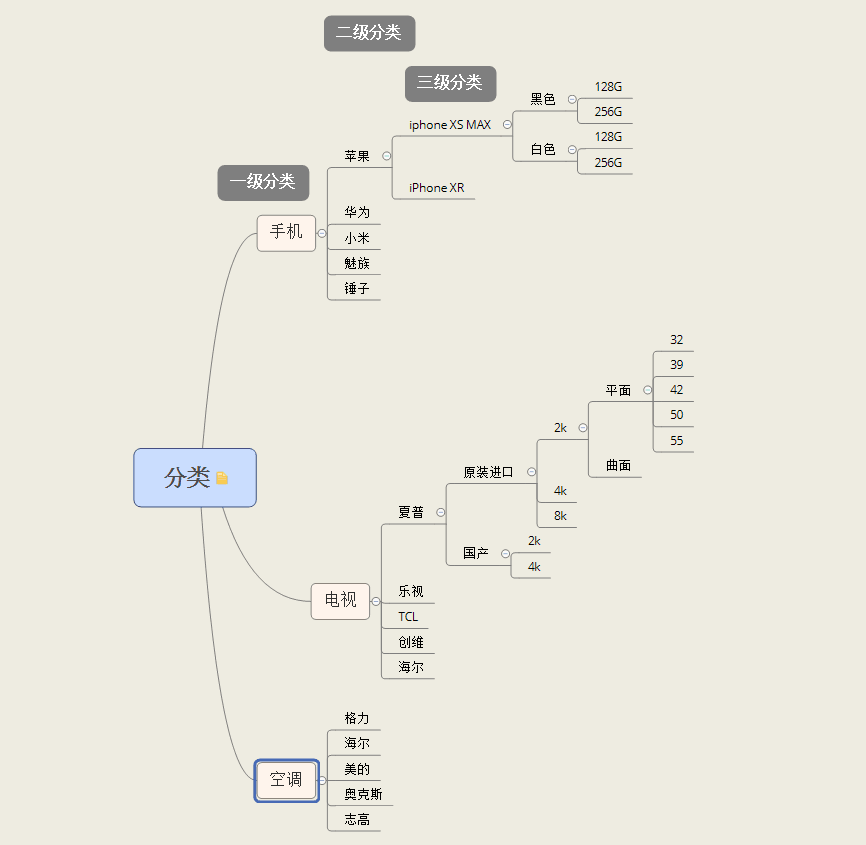 二级分类
三级分类
128G
黑色
256G
iphone XS MAX
128G
白色
256G
苹果
iPhone XR
一级分类
华为
手机
小米
魅族
锤子
32
39
平面
42
50
2k
55
曲面
原装进口
4k
分类
8k
夏普
2k
国产
4k
乐视
电视
TCL
创维
海尔
格力
海尔
美的
空调
奥克斯
志高